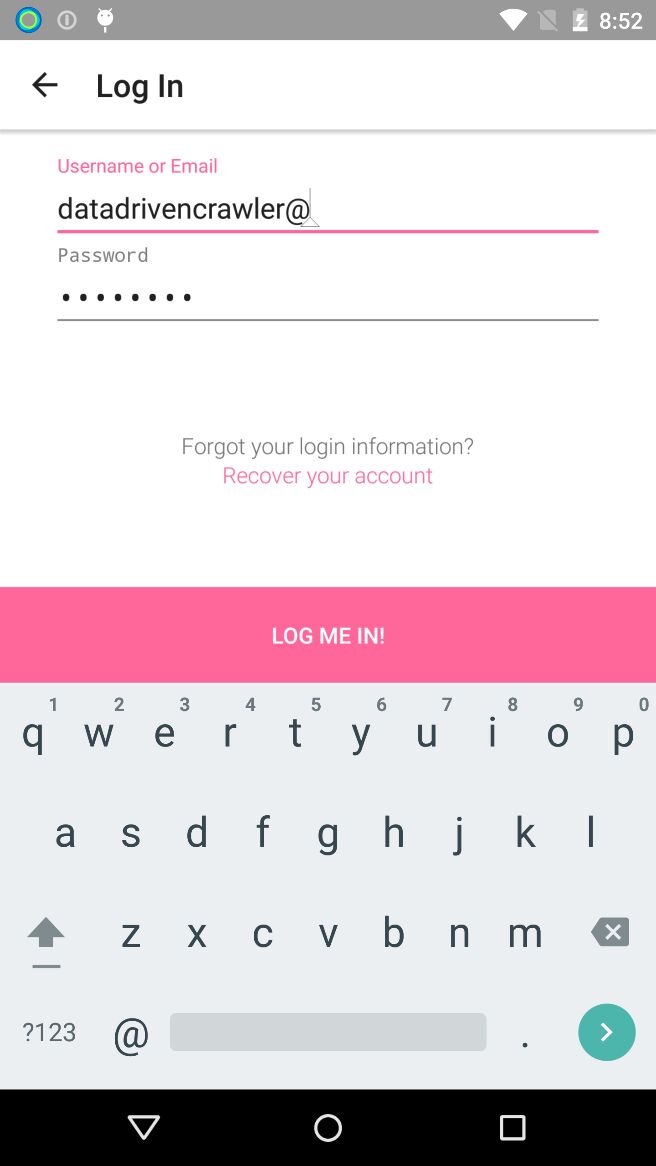 8:52
Log In
Username or Email
datadrivencrawler@
Password
••••••••
Forgot your login information?
Recover your account
LOG ME IN!
1 2 3 4 5 6 7 8 9 0
q w e r t y u i o p
a s d f g h j k l
z x c v b n m
?123 @ .